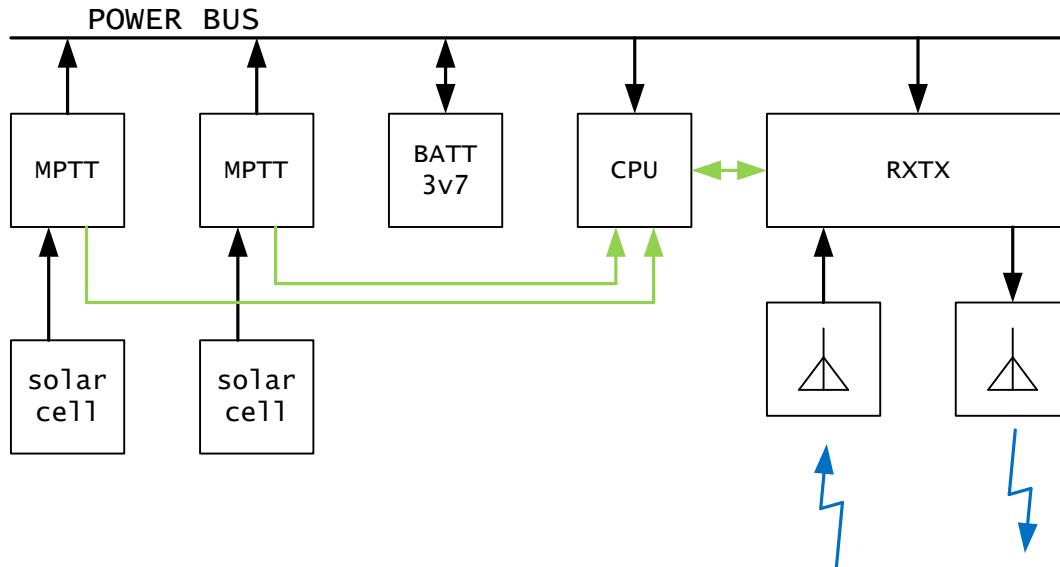 POWER BUS
MPTT
MPTT
BATT
3v7
CPU
RXTX
solar
cell
solar
cell